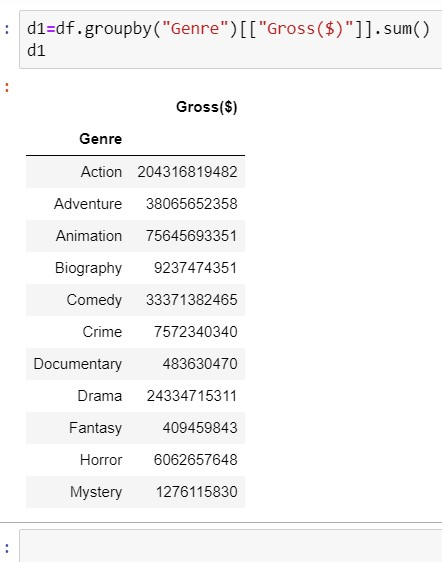 : d1=df.groupby("Genre")[["Gross($)"]].sum()
d1
:
Gross($)
Genre
Action 204316819482
Adventure 38065652358
Animation 75645693351
Biography 9237474351
Comedy 33371382465
Crime 7572340340
Documentary 483630470
Drama 24334715311
Fantasy 409459843
Horror 6062657648
Mystery 1276115830
: